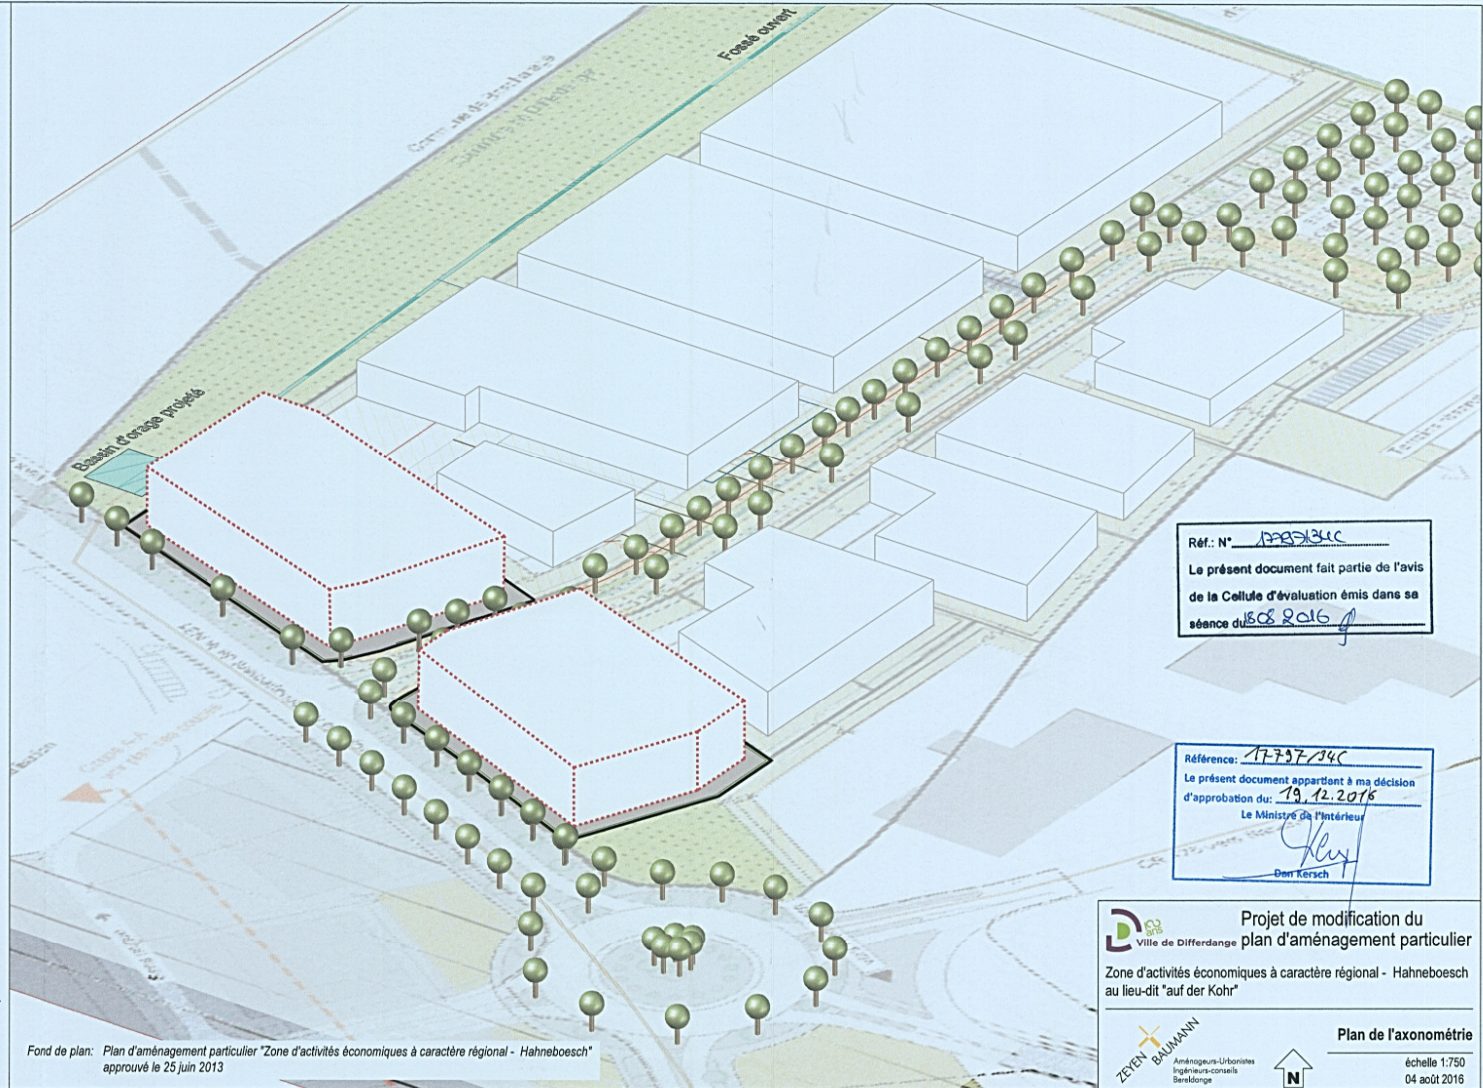 Fossé ouvert
Bassin d'orage projeté
Réf.: N°
Le présent document fait partie de l'avis
de la Cellule d'évaluation émis dans sa
séance du 1808 2016
Référence: 17797/34C
Le présent document appartient à ma décision
d'approbation du: 19.12.2016
Le Ministre de l'Intérieur
Dan Kersch
ans
Ville de Differdange
Projet de modification du
plan d'aménagement particulier
Zone d'activités économiques à caractère régional - Hahneboesch
au lieu-dit "auf der Kohr"
ZEYEN BAUMANN
Aménageurs-Urbanistes
Ingénieurs-conseils
Bereldange
N
Plan de l'axonométrie
échelle 1:750
04 août 2016
Fond de plan: Plan d'aménagement particulier "Zone d'activités économiques à caractère régional - Hahneboesch"
approuvé le 25 juin 2013